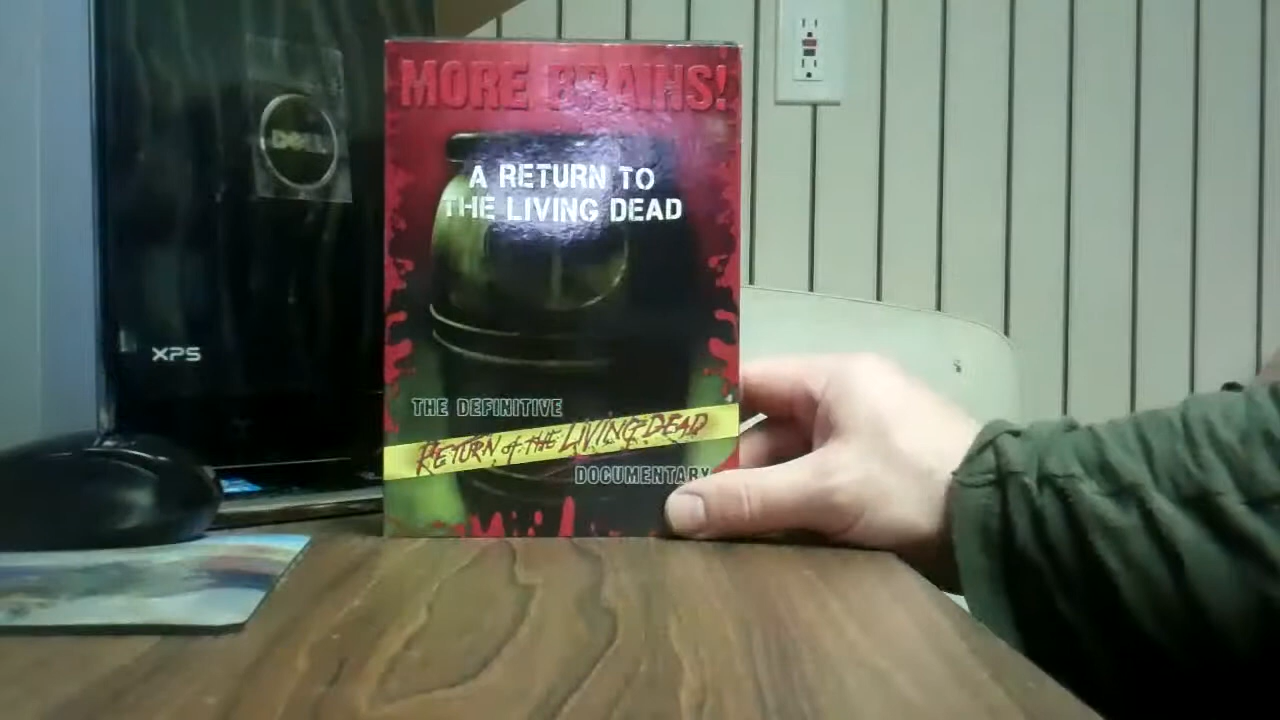 MORE BRAINS!
A RETURN TO
THE LIVING DEAD
THE DEFINITIVE
RETURN of the LIVING DEAD
DOCUMENTARY
DELL
XPS